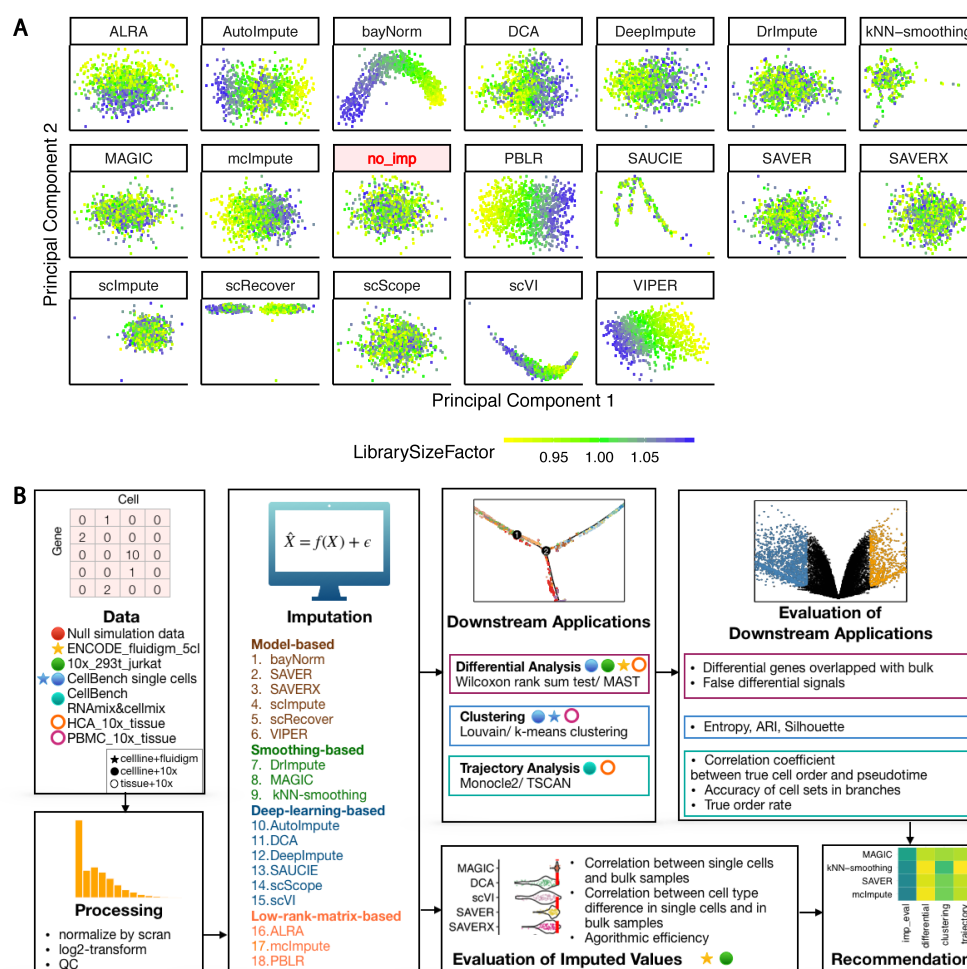 A
ALRA AutoImpute bayNorm DCA DeepImpute DrImpute kNN-smoothing
MAGIC mcImpute no_imp PBLR SAUCIE SAVER SAVERX
scImpute scRecover scScope scVI VIPER
Principal Component 2
Principal Component 1
LibrarySizeFactor
0.95 1.00 1.05
B
Cell
Gene
0 1 0 0
2 0 0 0
0 0 10 0
0 0 1 0
0 2 0 0
Data
Null simulation data
ENCODE_fluidigm_5cl
10x_293t_jurkat
CellBench single cells
CellBench
RNAmix&cellmix
HCA_10x_tissue
PBMC_10x_tissue
cellline+fluidigm
cellline+10x
tissue+10x
Processing
• normalize by scran
• log2-transform
• QC
X̂ = f(X) + ϵ
Imputation
Model-based
1. bayNorm
2. SAVER
3. SAVERX
4. scImpute
5. scRecover
6. VIPER
Smoothing-based
7. DrImpute
8. MAGIC
9. kNN-smoothing
Deep-learning-based
10.AutoImpute
11.DCA
12.DeepImpute
13.SAUCIE
14.scScope
15.scVI
Low-rank-matrix-based
16.ALRA
17.mcImpute
18.PBLR
1
2
Downstream Applications
Differential Analysis
Wilcoxon rank sum test/ MAST
Clustering
Louvain/ k-means clustering
Trajectory Analysis
Monocle2/ TSCAN
Evaluation of
Downstream Applications
• Differential genes overlapped with bulk
• False differential signals
• Entropy, ARI, Silhouette
• Correlation coefficient
between true cell order and pseudotime
• Accuracy of cell sets in branches
• True order rate
MAGIC
DCA
scVI
SAVER
SAVERX
• Correlation between single cells
and bulk samples
• Correlation between cell type
difference in single cells and in
bulk samples
• Agorithmic efficiency
Evaluation of Imputed Values
MAGIC
kNN-smoothing
SAVER
mcImpute
imp_eval
differential
clustering
trajectory
Recommendation